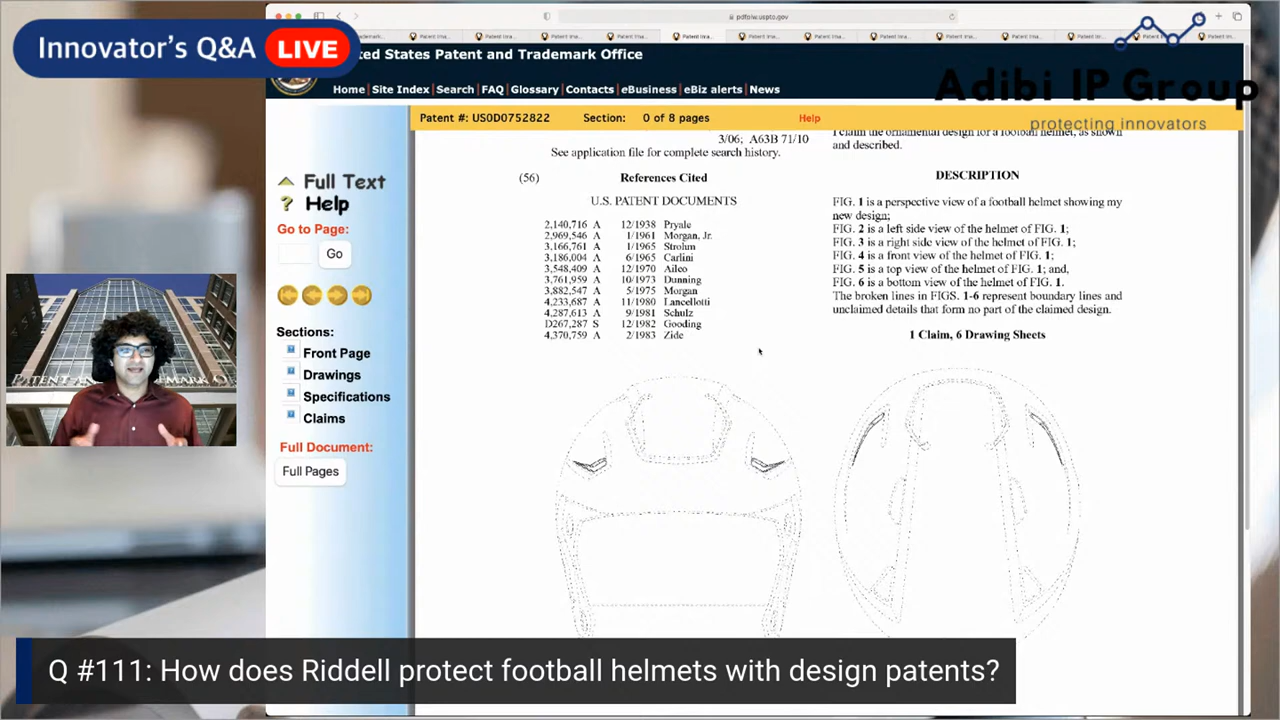 Innovator's Q&A LIVE
pdfpiw.uspto.gov
ted States Patent and Trademark Office
Home | Site Index | Search | FAQ | Glossary | Contacts | eBusiness | eBiz alerts | News
Adibi IP Group
protecting innovators
Patent #: US0D0752822 Section: 0 of 8 pages Help
Full Text
? Help
Go to Page:
Go
Sections:
Front Page
Drawings
Specifications
Claims
Full Document:
Full Pages
3/06; A63B 71/10
See application file for complete search history.
(56) References Cited
U.S. PATENT DOCUMENTS
2,140,716 A 12/1938 Pryale
2,969,546 A 1/1961 Morgan, Jr.
3,166,761 A 1/1965 Strohm
3,186,004 A 6/1965 Carlini
3,548,409 A 12/1970 Aileo
3,761,959 A 10/1973 Dunning
3,882,547 A 5/1975 Morgan
4,233,687 A 11/1980 Lancellotti
4,287,613 A 9/1981 Schulz
D267,287 S 12/1982 Gooding
4,370,759 A 2/1983 Zide
I claim the ornamental design for a football helmet, as shown
and described.
DESCRIPTION
FIG. 1 is a perspective view of a football helmet showing my
new design;
FIG. 2 is a left side view of the helmet of FIG. 1;
FIG. 3 is a right side view of the helmet of FIG. 1;
FIG. 4 is a front view of the helmet of FIG. 1;
FIG. 5 is a top view of the helmet of FIG. 1; and,
FIG. 6 is a bottom view of the helmet of FIG. 1.
The broken lines in FIGS. 1-6 represent boundary lines and
unclaimed details that form no part of the claimed design.
1 Claim, 6 Drawing Sheets
Q #111: How does Riddell protect football helmets with design patents?